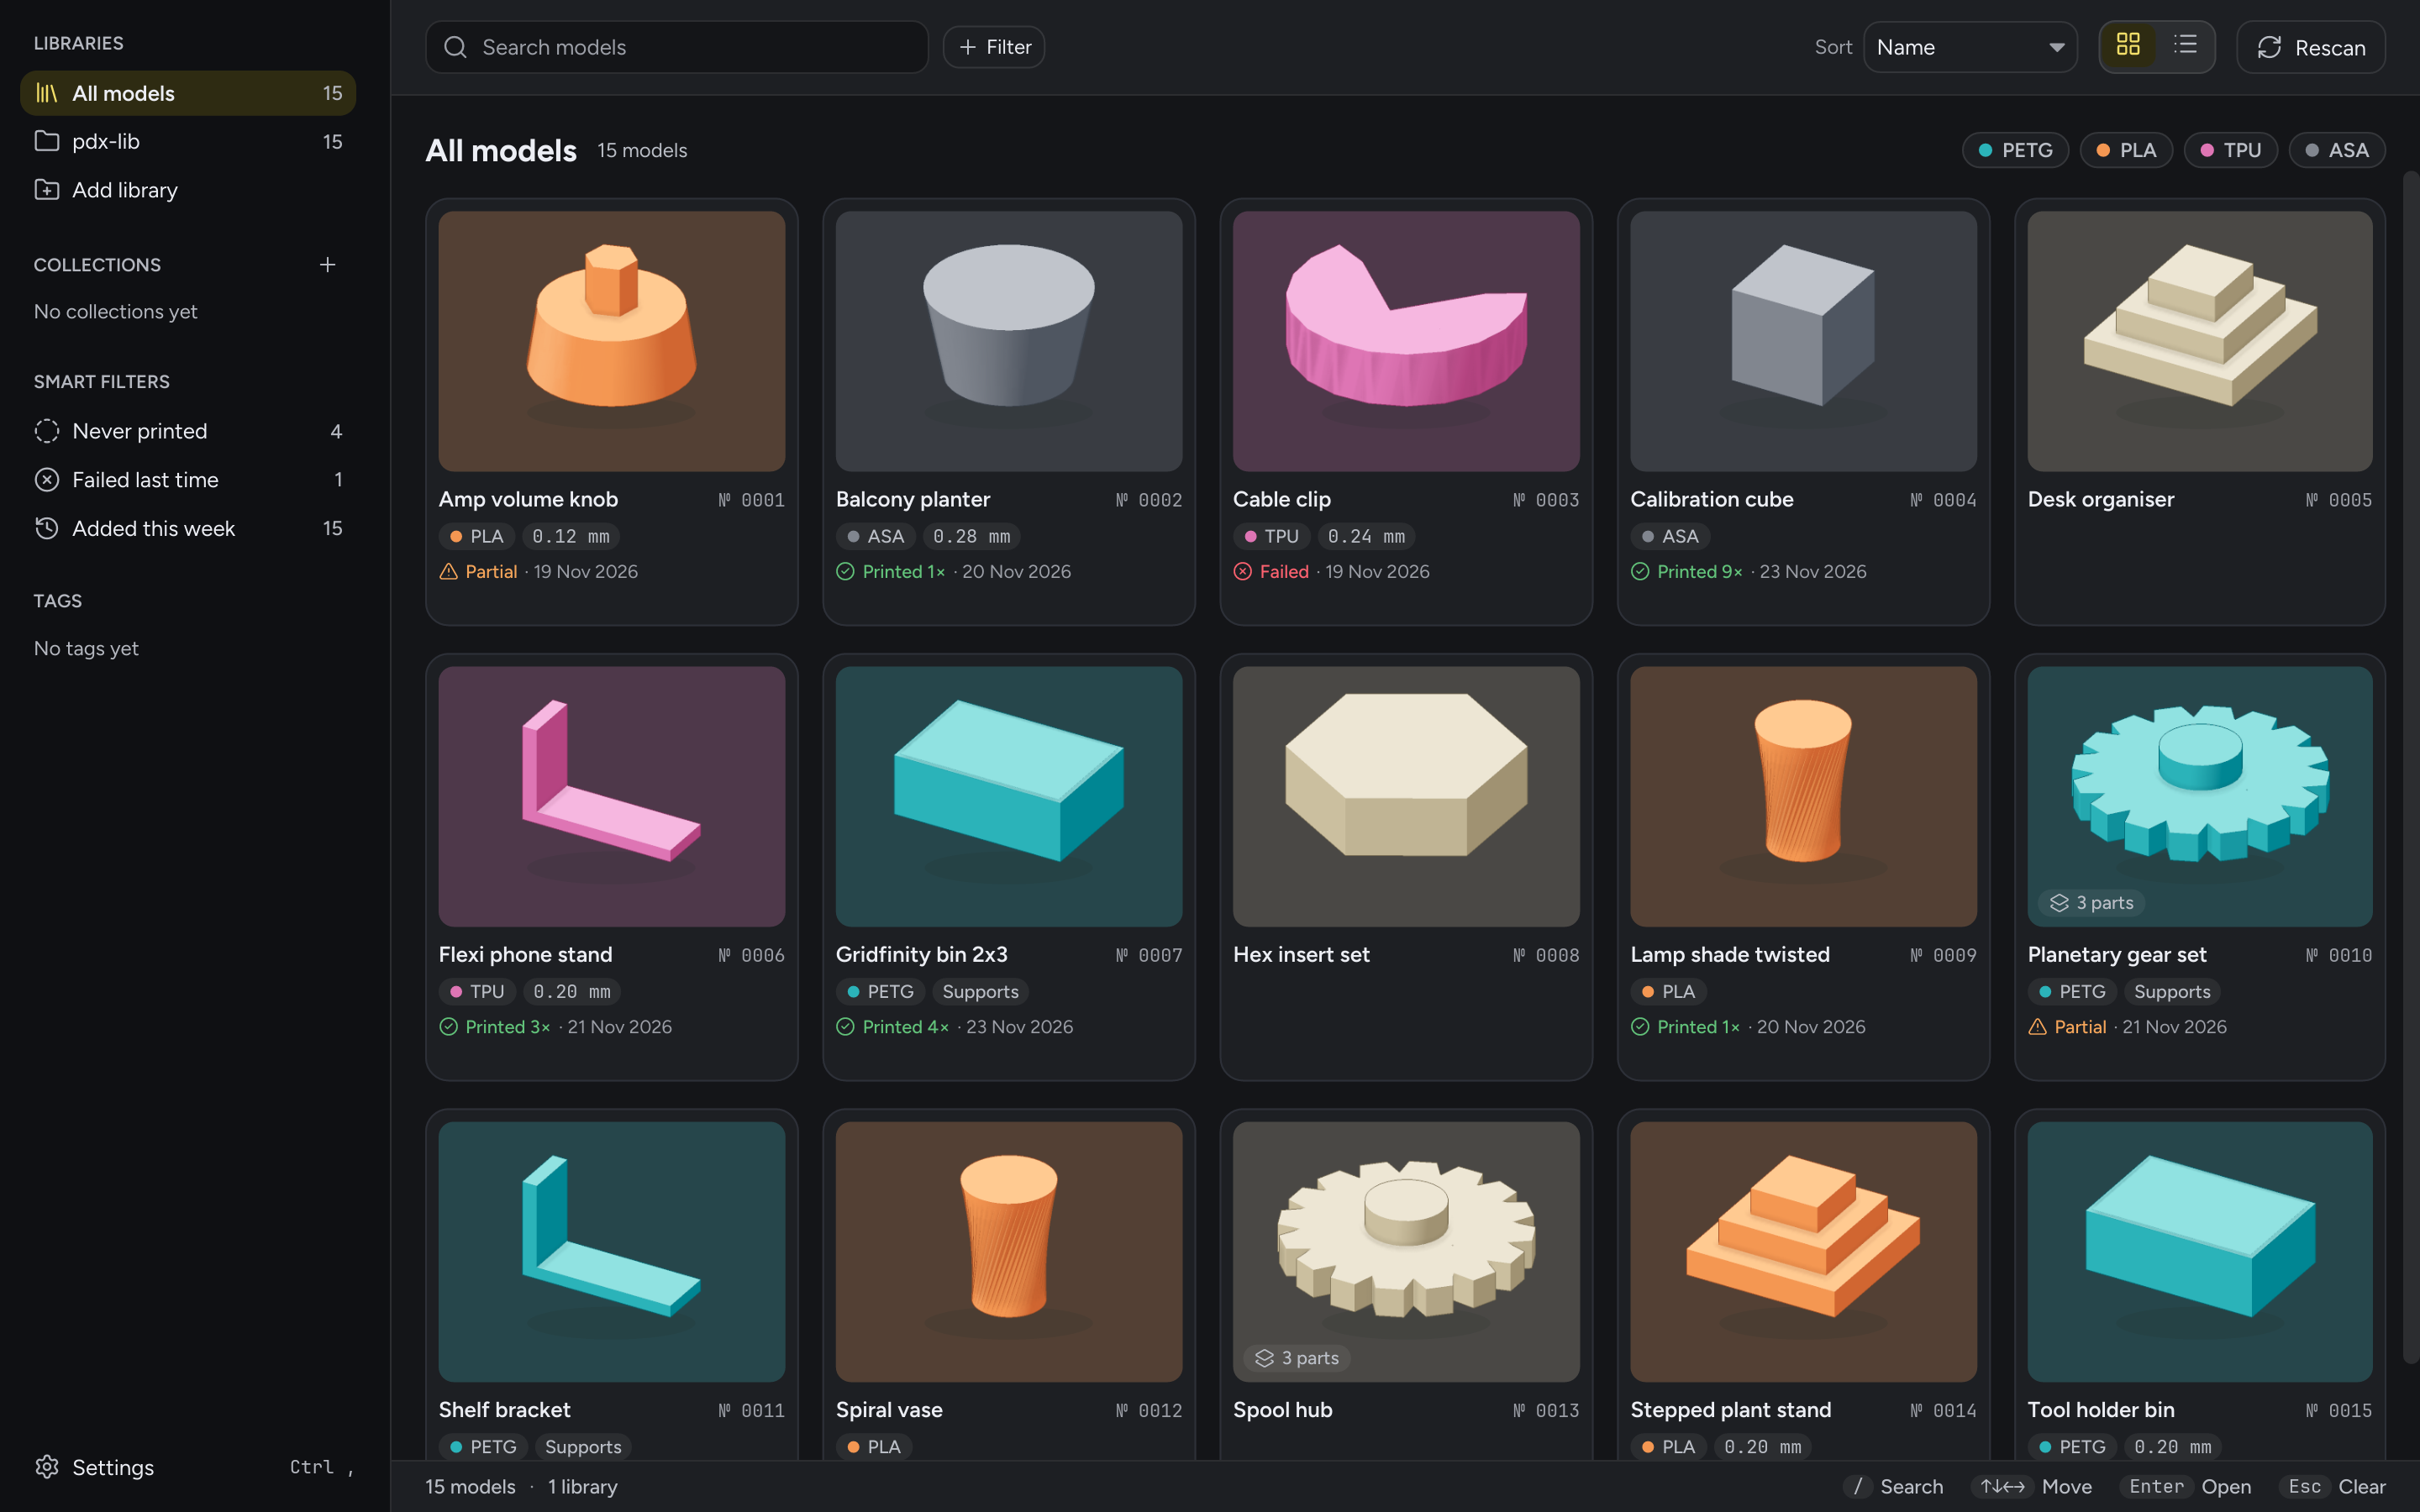 LIBRARIES
All models 15
pdx-lib 15
Add library
COLLECTIONS
No collections yet
SMART FILTERS
Never printed 4
Failed last time 1
Added this week 15
TAGS
No tags yet
Settings Ctrl ,
Search models
Filter
Sort Name
Rescan
All models 15 models
PETG PLA TPU ASA
Amp volume knob № 0001
PLA 0.12 mm
Partial · 19 Nov 2026
Balcony planter № 0002
ASA 0.28 mm
Printed 1× · 20 Nov 2026
Cable clip № 0003
TPU 0.24 mm
Failed · 19 Nov 2026
Calibration cube № 0004
ASA
Printed 9× · 23 Nov 2026
Desk organiser № 0005
Flexi phone stand № 0006
TPU 0.20 mm
Printed 3× · 21 Nov 2026
Gridfinity bin 2x3 № 0007
PETG Supports
Printed 4× · 23 Nov 2026
Hex insert set № 0008
Lamp shade twisted № 0009
PLA
Printed 1× · 20 Nov 2026
3 parts
Planetary gear set № 0010
PETG Supports
Partial · 21 Nov 2026
Shelf bracket № 0011
PETG Supports
Spiral vase № 0012
PLA
3 parts
Spool hub № 0013
Stepped plant stand № 0014
PLA 0.20 mm
Tool holder bin № 0015
PETG 0.20 mm
15 models · 1 library
/ Search ↑↓←→ Move Enter Open Esc Clear